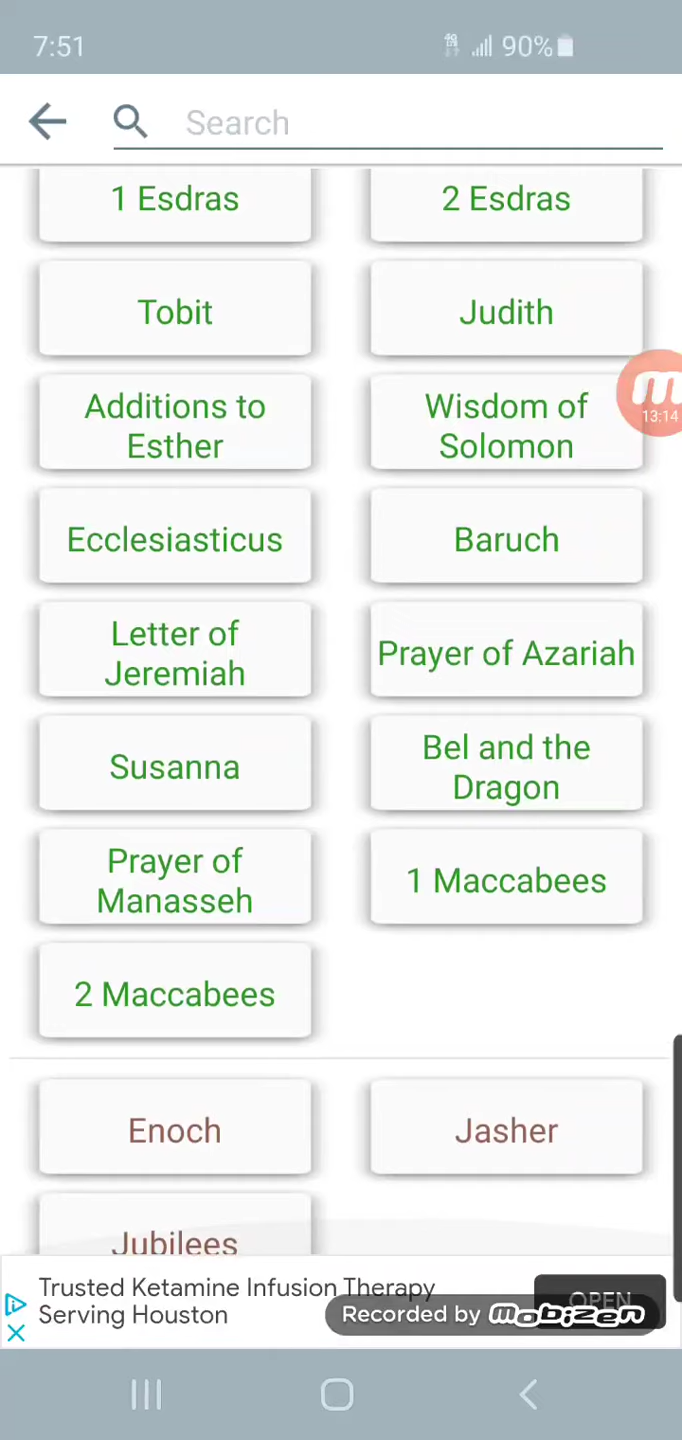 7:51
90%
Search
1 Esdras
2 Esdras
Tobit
Judith
Additions to
Esther
Wisdom of
Solomon
13:14
Ecclesiasticus
Baruch
Letter of
Jeremiah
Prayer of Azariah
Susanna
Bel and the
Dragon
Prayer of
Manasseh
1 Maccabees
2 Maccabees
Enoch
Jasher
Jubilees
Trusted Ketamine Infusion Therapy
Serving Houston
OPEN
Recorded by mobizen